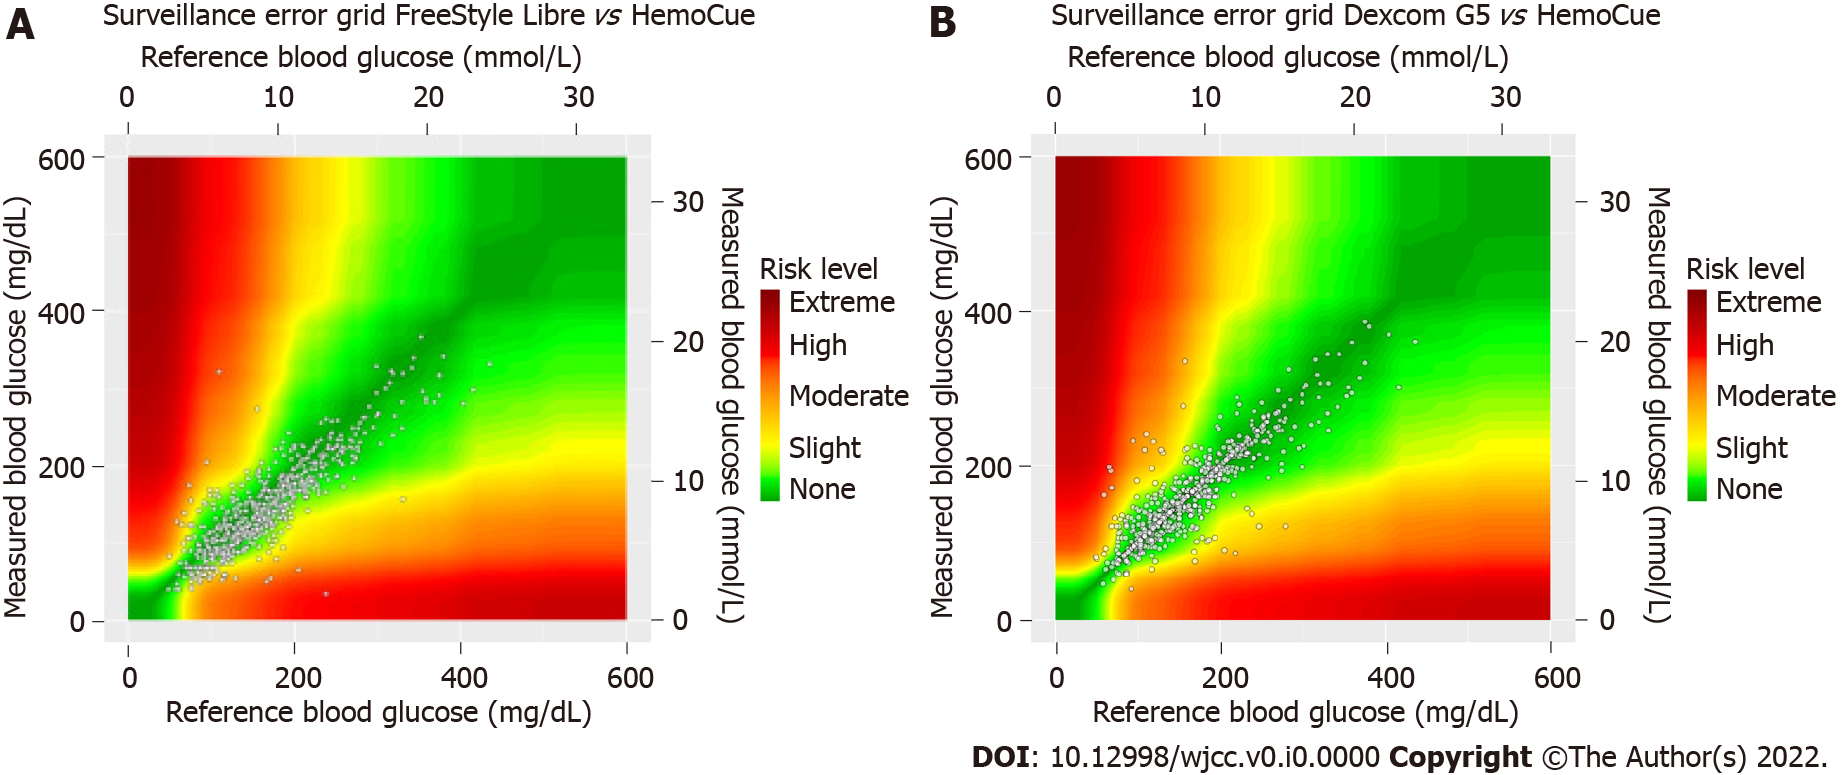 A
Surveillance error grid FreeStyle Libre vs HemoCue
Reference blood glucose (mmol/L)
0 10 20 30
600
400
200
0
Measured blood glucose (mg/dL)
30
20
10
0
Measured blood glucose (mmol/L)
0 200 400 600
Reference blood glucose (mg/dL)
Risk level
Extreme
High
Moderate
Slight
None
B
Surveillance error grid Dexcom G5 vs HemoCue
Reference blood glucose (mmol/L)
0 10 20 30
600
400
200
0
Measured blood glucose (mg/dL)
30
20
10
0
Measured blood glucose (mmol/L)
0 200 400 600
Reference blood glucose (mg/dL)
Risk level
Extreme
High
Moderate
Slight
None
DOI: 10.12998/wjcc.v0.i0.0000 Copyright ©The Author(s) 2022.